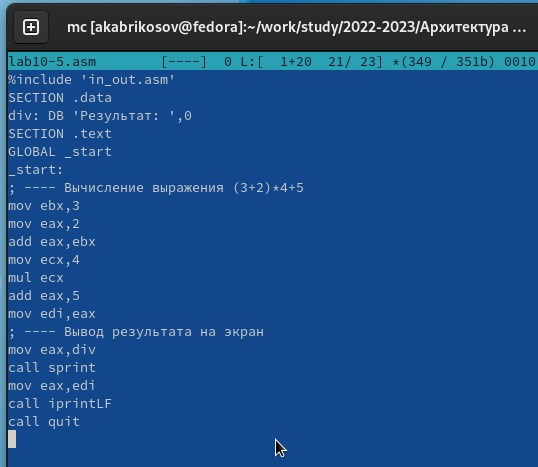 mc [akabrikosov@fedora]:~/work/study/2022-2023/Архитектура ...
lab10-5.asm [----] 0 L:[ 1+20 21/ 23] *(349 / 351b) 0010
%include 'in_out.asm'
SECTION .data
div: DB 'Результат: ',0
SECTION .text
GLOBAL _start
_start:
; ---- Вычисление выражения (3+2)*4+5
mov ebx,3
mov eax,2
add eax,ebx
mov ecx,4
mul ecx
add eax,5
mov edi,eax
; ---- Вывод результата на экран
mov eax,div
call sprint
mov eax,edi
call iprintLF
call quit